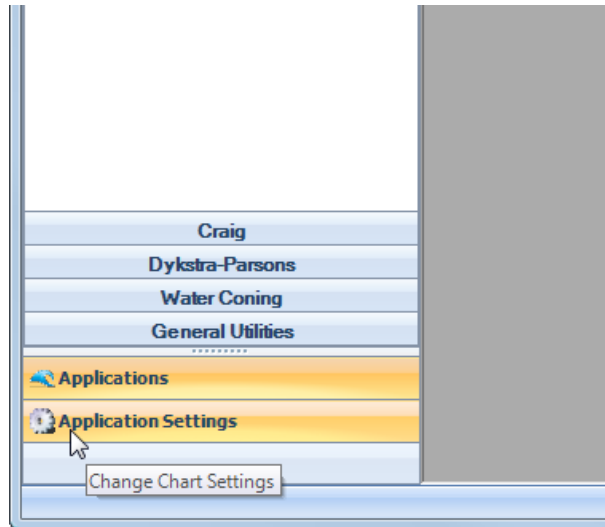 Craig
Dykstra-Parsons
Water Coning
General Utilities
Applications
Application Settings
Change Chart Settings